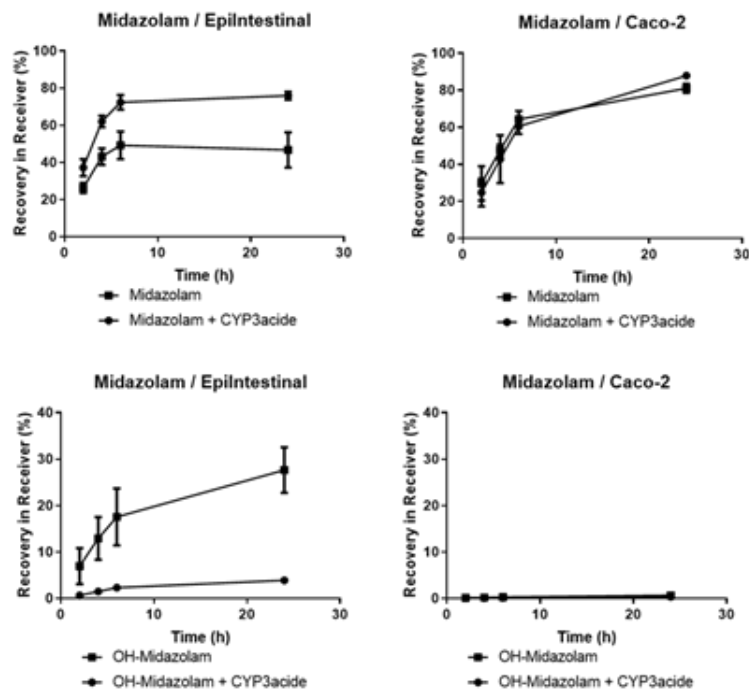 Midazolam / EpiIntestinal
Recovery in Receiver (%)
100
80
60
40
20
0
0 10 20 30
Time (h)
Midazolam
Midazolam + CYP3acide
Midazolam / Caco-2
Recovery in Receiver (%)
100
80
60
40
20
0
0 10 20 30
Time (h)
Midazolam
Midazolam + CYP3acide
Midazolam / EpiIntestinal
Recovery in Receiver (%)
40
30
20
10
0
0 10 20 30
Time (h)
OH-Midazolam
OH-Midazolam + CYP3acide
Midazolam / Caco-2
Recovery in Receiver (%)
40
30
20
10
0
0 10 20 30
Time (h)
OH-Midazolam
OH-Midazolam + CYP3acide